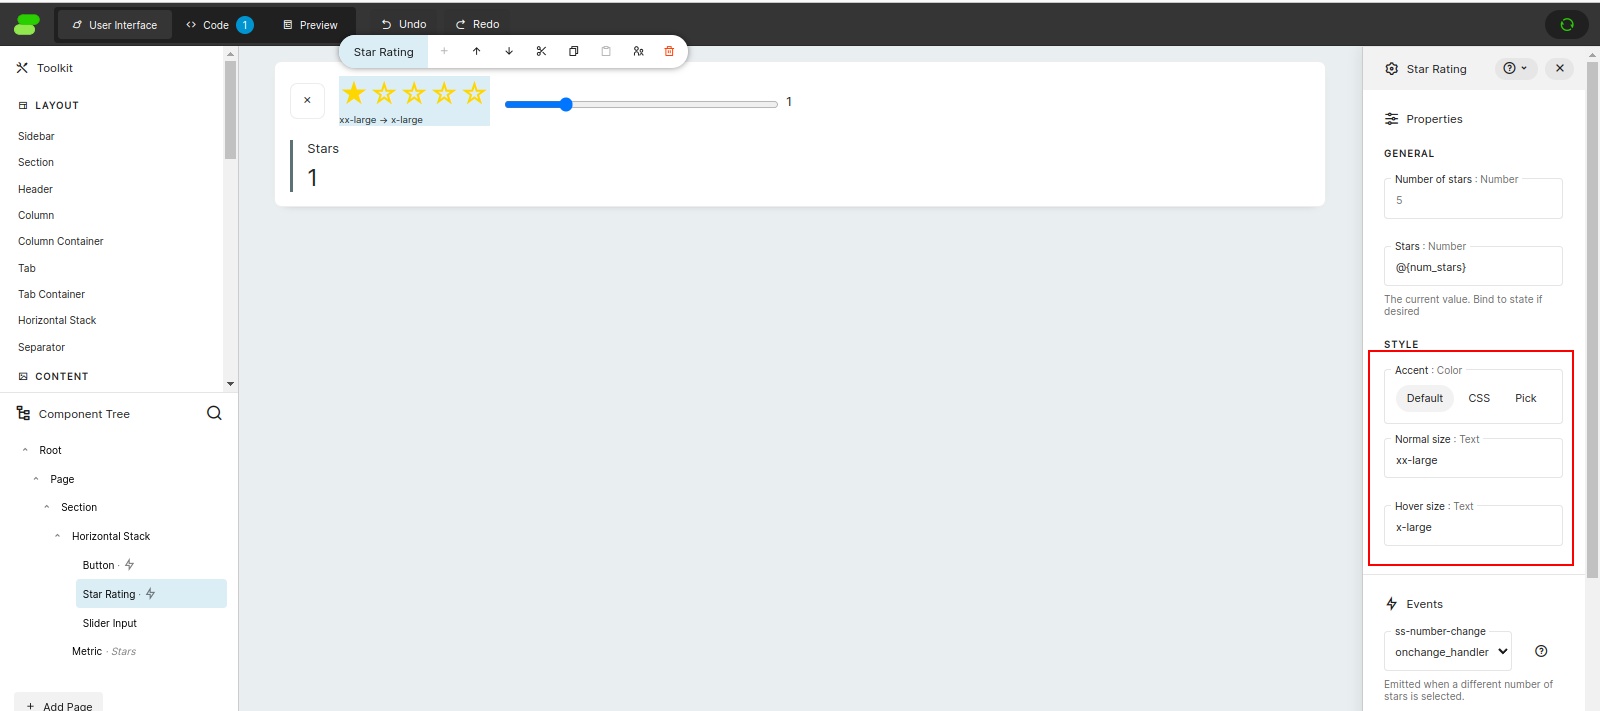 User Interface
Code 1
Preview
Undo
Redo
Star Rating
Toolkit
LAYOUT
Sidebar
Section
Header
Column
Column Container
Tab
Tab Container
Horizontal Stack
Separator
CONTENT
Component Tree
Root
Page
Section
Horizontal Stack
Button ·
Star Rating ·
Slider Input
Metric · Stars
+ Add Page
xx-large → x-large
1
Stars
1
Star Rating
Properties
GENERAL
Number of stars : Number
5
Stars : Number
@{num_stars}
The current value. Bind to state if
desired
STYLE
Accent : Color
Default CSS Pick
Normal size : Text
xx-large
Hover size : Text
x-large
Events
ss-number-change
onchange_handler
Emitted when a different number of
stars is selected.